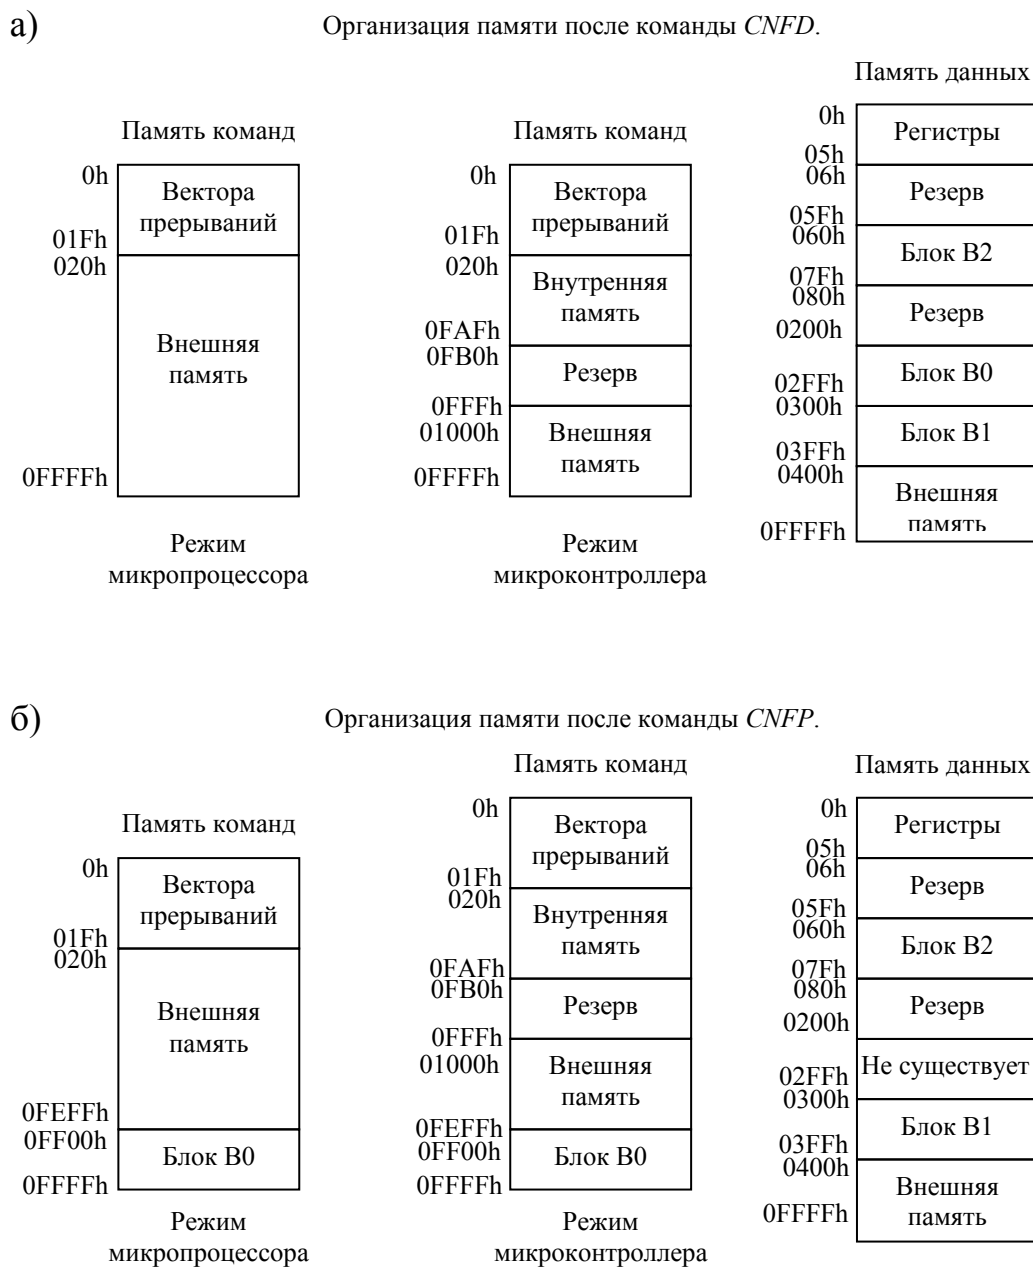 а)
Организация памяти после команды CNFD.
Память команд
0h
Вектора
прерываний
01Fh
020h
Внешняя
память
0FFFFh
Режим
микропроцессора
Память команд
0h
Вектора
прерываний
01Fh
020h
Внутренняя
память
0FAFh
0FB0h
Резерв
0FFFh
01000h
Внешняя
память
0FFFFh
Режим
микроконтроллера
Память данных
0h
Регистры
05h
06h
Резерв
05Fh
060h
Блок В2
07Fh
080h
Резерв
0200h
Блок В0
02FFh
0300h
Блок В1
03FFh
0400h
Внешняя
память
0FFFFh
б)
Организация памяти после команды CNFP.
Память команд
0h
Вектора
прерываний
01Fh
020h
Внешняя
память
0FEFFh
0FF00h
Блок В0
0FFFFh
Режим
микропроцессора
Память команд
0h
Вектора
прерываний
01Fh
020h
Внутренняя
память
0FAFh
0FB0h
Резерв
0FFFh
01000h
Внешняя
память
0FEFFh
0FF00h
Блок В0
0FFFFh
Режим
микроконтроллера
Память данных
0h
Регистры
05h
06h
Резерв
05Fh
060h
Блок В2
07Fh
080h
Резерв
0200h
Не существует
02FFh
0300h
Блок В1
03FFh
0400h
Внешняя
память
0FFFFh